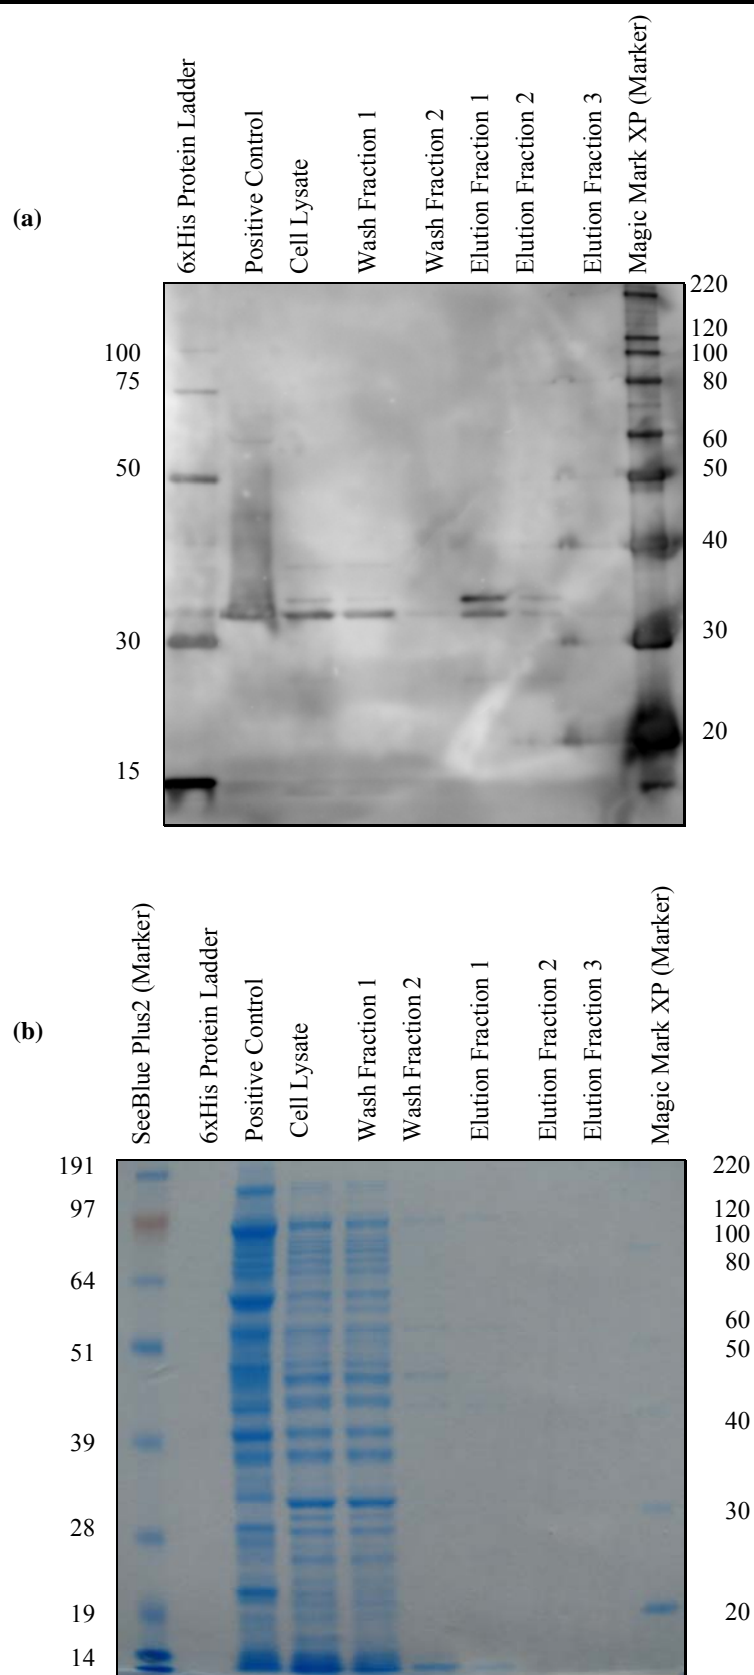 (a)
6xHis Protein Ladder
Positive Control
Cell Lysate
Wash Fraction 1
Wash Fraction 2
Elution Fraction 1
Elution Fraction 2
Elution Fraction 3
Magic Mark XP (Marker)
100
75
50
30
15
220
120
100
80
60
50
40
30
20
(b)
SeeBlue Plus2 (Marker)
6xHis Protein Ladder
Positive Control
Cell Lysate
Wash Fraction 1
Wash Fraction 2
Elution Fraction 1
Elution Fraction 2
Elution Fraction 3
Magic Mark XP (Marker)
191
97
64
51
39
28
19
14
220
120
100
80
60
50
40
30
20